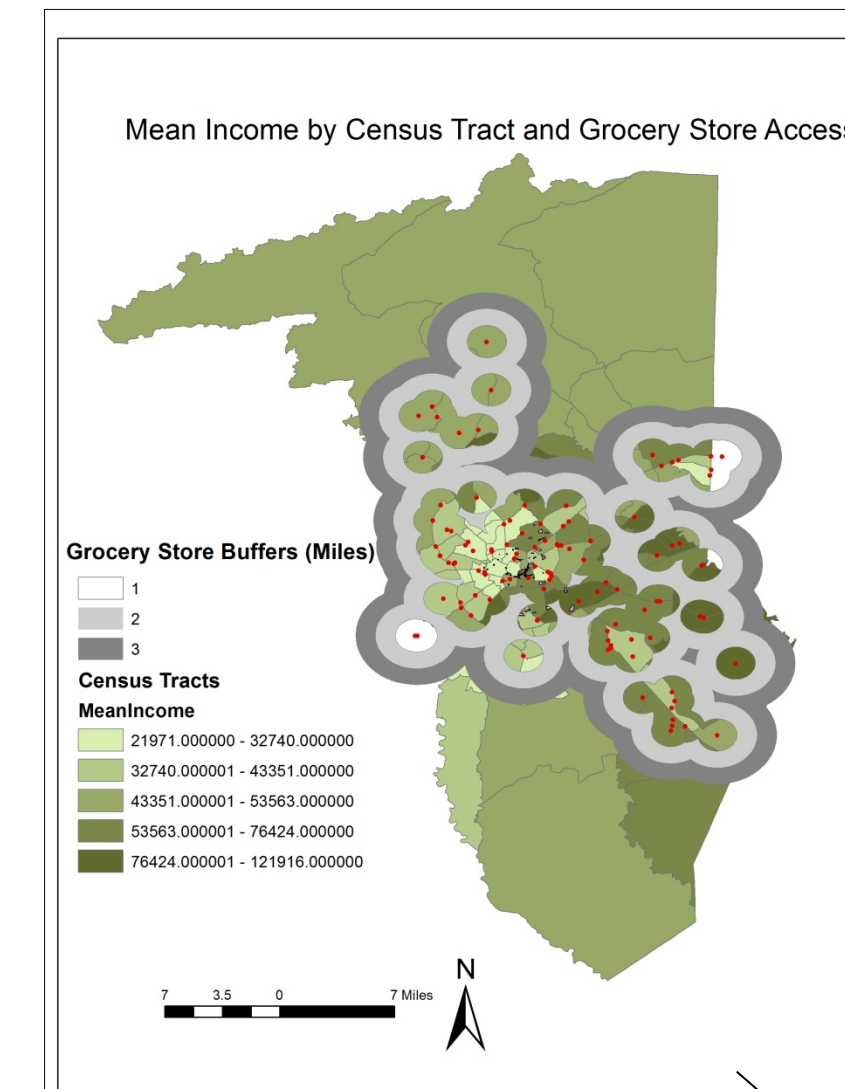 Mean Income by Census Tract and Grocery Store Access
Grocery Store Buffers (Miles)
1
2
3
Census Tracts
MeanIncome
21971.000000 - 32740.000000
32740.000001 - 43351.000000
43351.000001 - 53563.000000
53563.000001 - 76424.000000
76424.000001 - 121916.000000
N
7 3.5 0 7 Miles